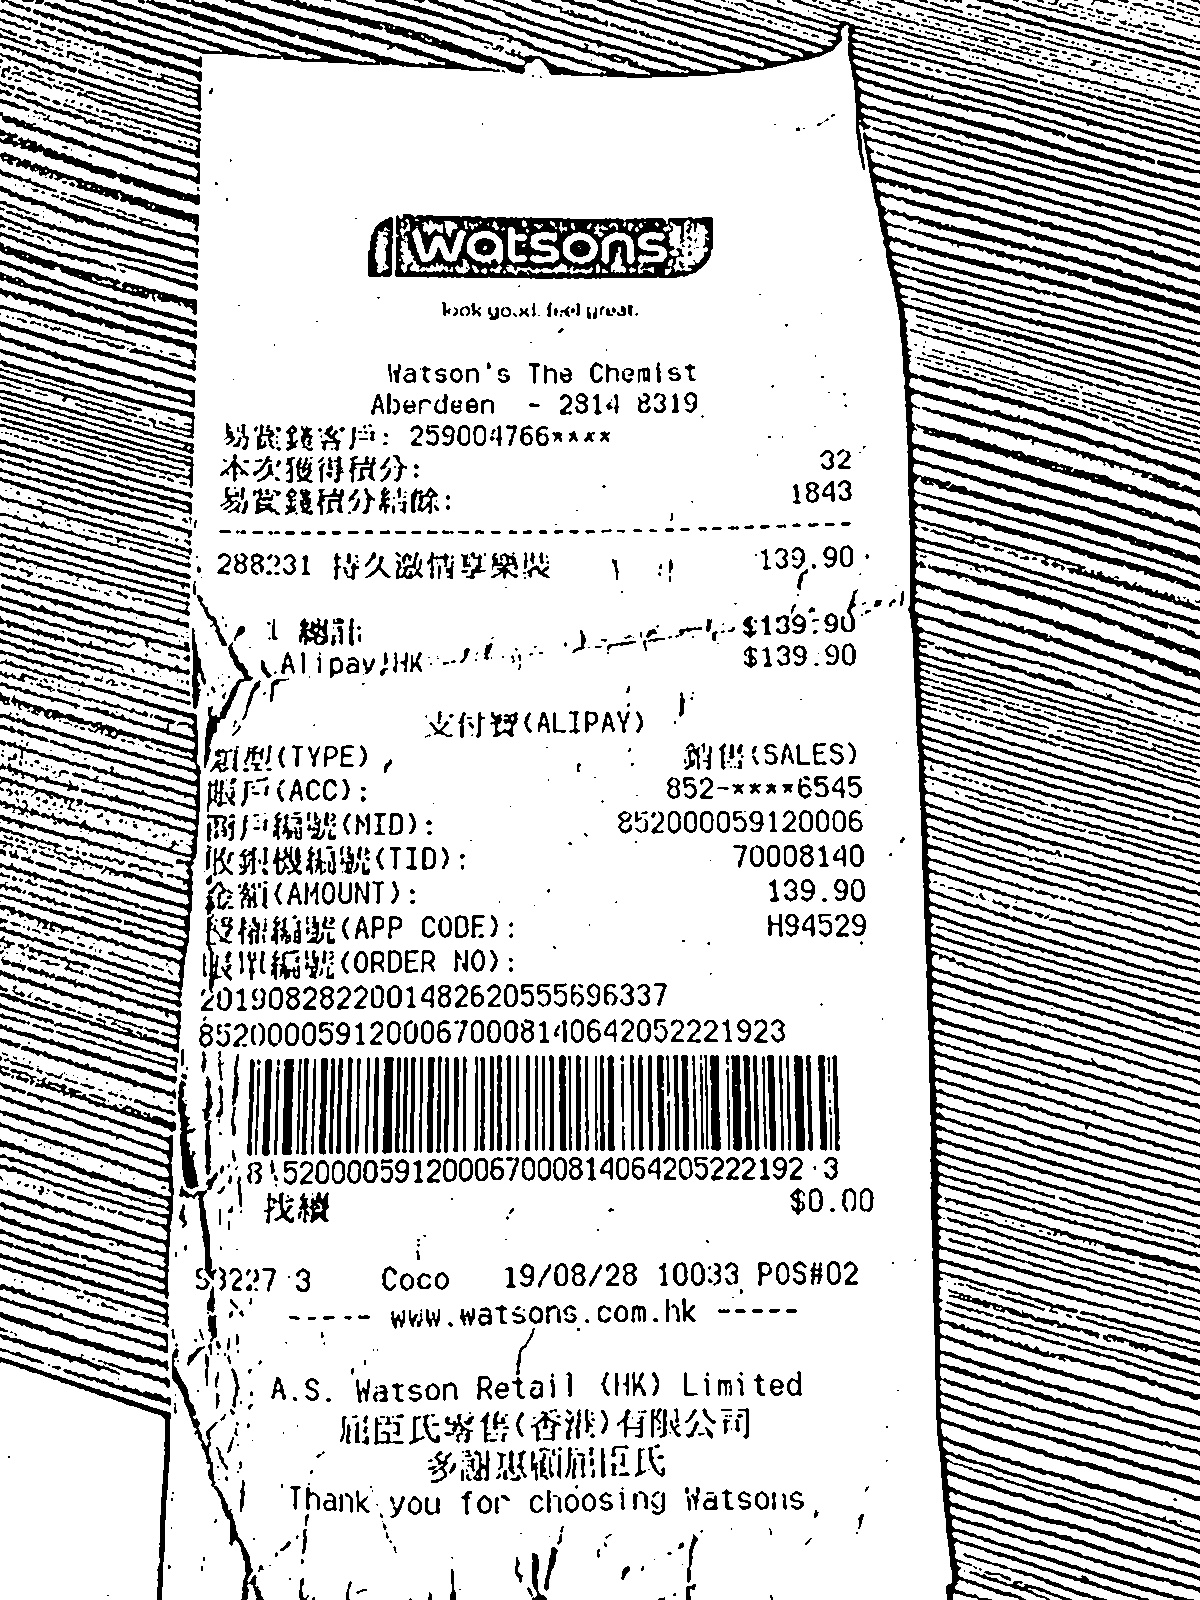 watsons
look good. feel great.
Watson's The Chemist
Aberdeen - 2814 8319
易賞錢客戶: 259004766****
本次獲得積分: 32
易賞錢積分結餘: 1843
288231 持久激情享樂裝 139.90
1 總計 $139.90
AlipayHK $139.90
支付寶(ALIPAY)
類型(TYPE) 銷售(SALES)
賬戶(ACC): 852-****6545
商戶編號(MID): 852000059120006
收銀機編號(TID): 70008140
金額(AMOUNT): 139.90
授權編號(APP CODE): H94529
賬單編號(ORDER NO):
2019082822001482620555696337
85200005912000670008140642052221923
8520000591200067000814064205222192 3
找續 $0.00
3 Coco 19/08/28 10033 POS#02
----- www.watsons.com.hk -----
A.S. Watson Retail (HK) Limited
屈臣氏零售(香港)有限公司
多謝惠顧屈臣氏
Thank you for choosing Watsons